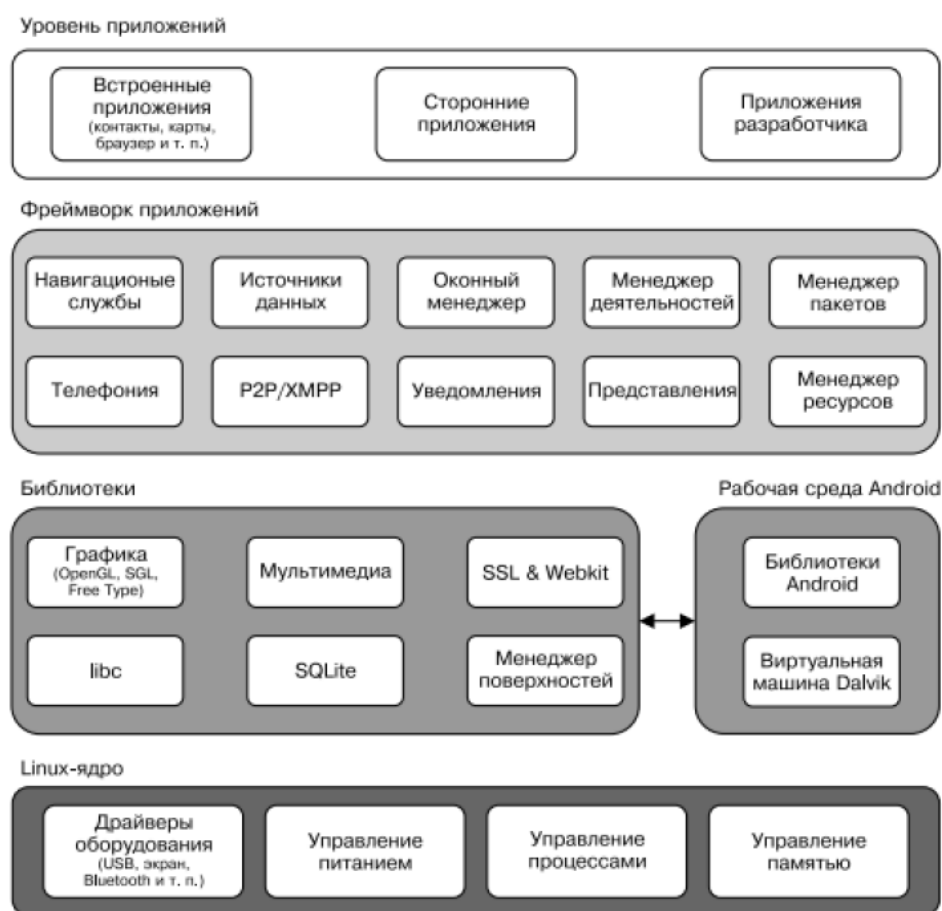 Уровень приложений
Встроенные
приложения
(контакты, карты,
браузер и т. п.)
Сторонние
приложения
Приложения
разработчика
Фреймворк приложений
Навигационые
службы
Источники
данных
Оконный
менеджер
Менеджер
деятельностей
Менеджер
пакетов
Телефония
P2P/XMPP
Уведомления
Представления
Менеджер
ресурсов
Библиотеки
Графика
(OpenGL, SGL,
Free Type)
Мультимедиа
SSL & Webkit
libc
SQLite
Менеджер
поверхностей
Рабочая среда Android
Библиотеки
Android
Виртуальная
машина Dalvik
Linux-ядро
Драйверы
оборудования
(USB, экран,
Bluetooth и т. п.)
Управление
питанием
Управление
процессами
Управление
памятью